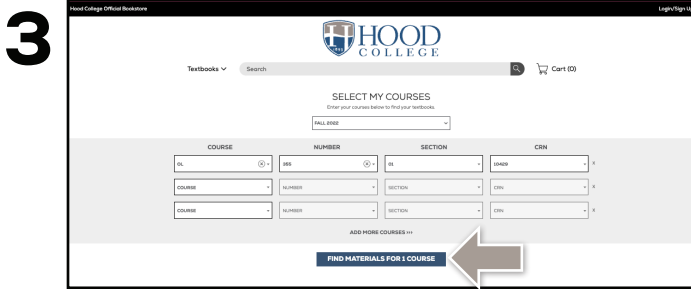 3
Hood College Official Bookstore
Login/Sign U
HOOD
COLLEGE
1893
Textbooks
Search
Cart (0)
SELECT MY COURSES
Enter your courses below to find your textbooks.
FALL 2022
COURSE NUMBER SECTION CRN
OL 265 01 10429 X
COURSE NUMBER SECTION CRN X
COURSE NUMBER SECTION CRN X
ADD MORE COURSES >>>
FIND MATERIALS FOR 1 COURSE